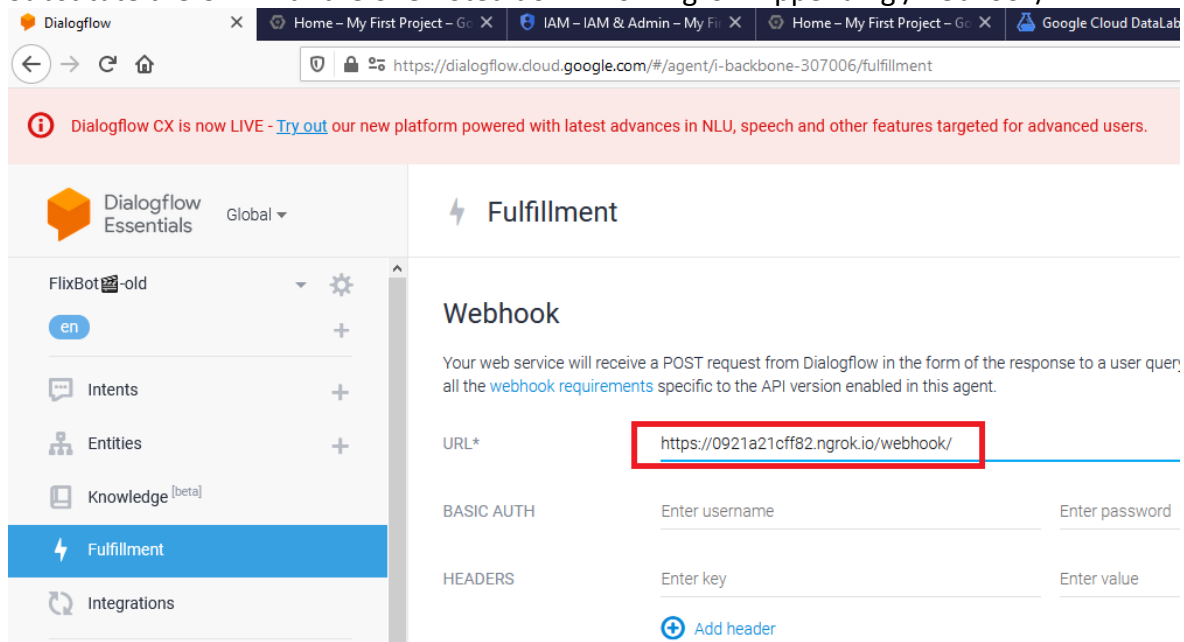 Dialogflow
Home – My First Project – Go
IAM – IAM & Admin – My Fir
Home – My First Project – Go
Google Cloud DataLab
https://dialogflow.cloud.google.com/#/agent/i-backbone-307006/fulfillment
Dialogflow CX is now LIVE - Try out our new platform powered with latest advances in NLU, speech and other features targeted for advanced users.
Dialogflow
Essentials
Global
Fulfillment
FlixBot🎬-old
en
Webhook
Your web service will receive a POST request from Dialogflow in the form of the response to a user query
all the webhook requirements specific to the API version enabled in this agent.
Intents
Entities
URL*
https://0921a21cff82.ngrok.io/webhook/
Knowledge [beta]
BASIC AUTH
Enter username
Enter password
Fulfillment
HEADERS
Enter key
Enter value
Integrations
Add header